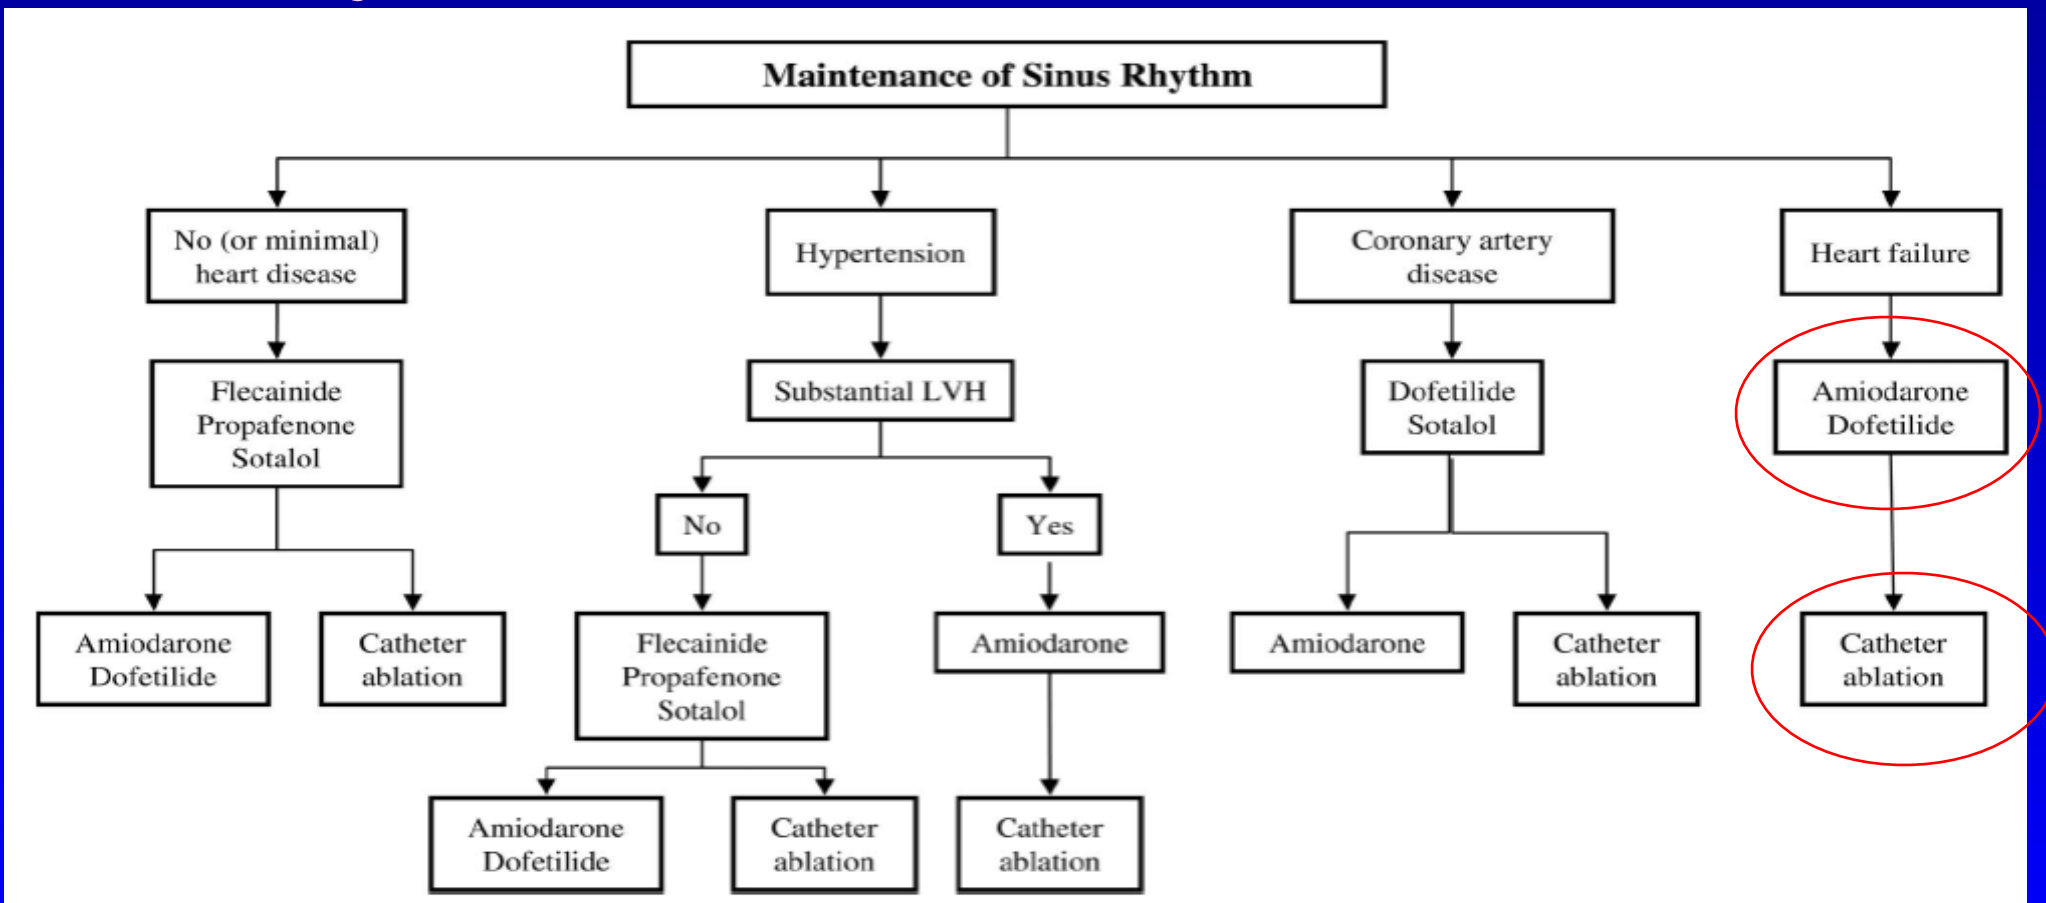 Maintenance of Sinus Rhythm
No (or minimal)
heart disease
Hypertension
Coronary artery
disease
Heart failure
Flecainide
Propafenone
Sotalol
Substantial LVH
Dofetilide
Sotalol
Amiodarone
Dofetilide
No
Yes
Amiodarone
Dofetilide
Catheter
ablation
Flecainide
Propafenone
Sotalol
Amiodarone
Amiodarone
Catheter
ablation
Catheter
ablation
Amiodarone
Dofetilide
Catheter
ablation
Catheter
ablation